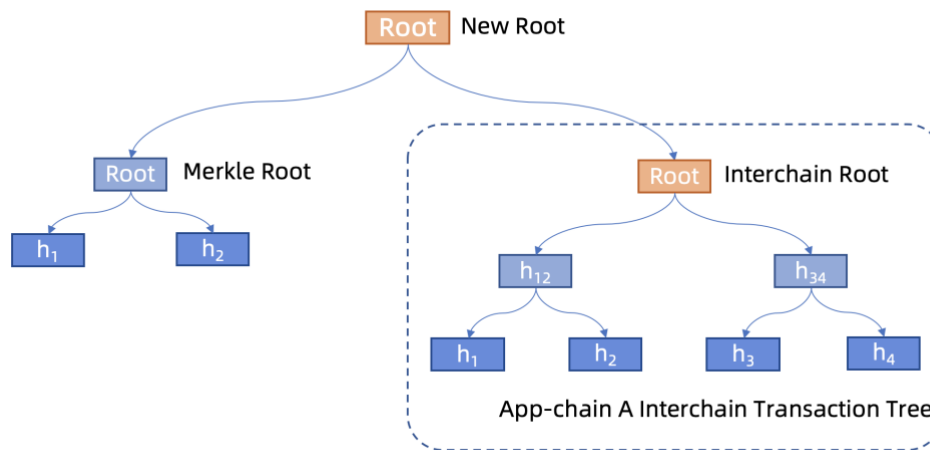 Root New Root
Root Merkle Root
Root Interchain Root
h₁ h₂
h₁₂ h₃₄
h₁ h₂ h₃ h₄
App-chain A Interchain Transaction Tree